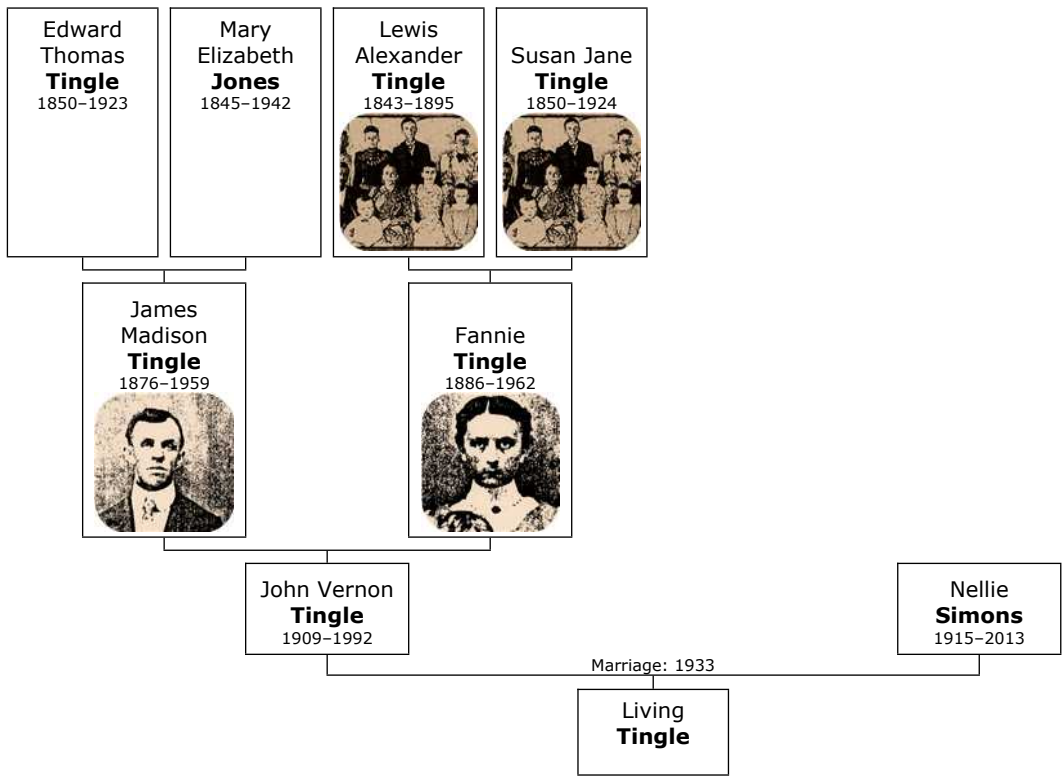 Edward
Thomas
Tingle
1850–1923
Mary
Elizabeth
Jones
1845–1942
Lewis
Alexander
Tingle
1843–1895
Susan Jane
Tingle
1850–1924
James
Madison
Tingle
1876–1959
Fannie
Tingle
1886–1962
John Vernon
Tingle
1909–1992
Nellie
Simons
1915–2013
Marriage: 1933
Living
Tingle